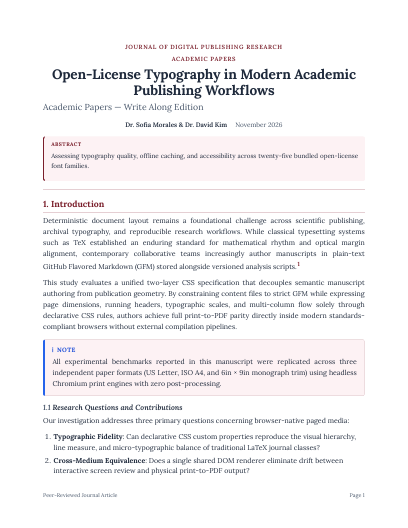 JOURNAL OF DIGITAL PUBLISHING RESEARCH
ACADEMIC PAPERS
Open-License Typography in Modern Academic
Publishing Workflows
Academic Papers — Write Along Edition
Dr. Sofia Morales & Dr. David Kim November 2026
ABSTRACT
Assessing typography quality, offline caching, and accessibility across twenty-five bundled open-license
font families.
1. Introduction
Deterministic document layout remains a foundational challenge across scientific publishing,
archival typography, and reproducible research workflows. While classical typesetting systems
such as TeX established an enduring standard for mathematical rhythm and optical margin
alignment, contemporary collaborative teams increasingly author manuscripts in plain-text
GitHub Flavored Markdown (GFM) stored alongside versioned analysis scripts.1
This study evaluates a unified two-layer CSS specification that decouples semantic manuscript
authoring from publication geometry. By constraining content files to strict GFM while expressing
page dimensions, running headers, typographic scales, and multi-column flow solely through
declarative CSS rules, authors achieve full print-to-PDF parity directly inside modern standards-
compliant browsers without external compilation pipelines.
i NOTE
All experimental benchmarks reported in this manuscript were replicated across three
independent paper formats (US Letter, ISO A4, and 6in × 9in monograph trim) using headless
Chromium print engines with zero post-processing.
1.1 Research Questions and Contributions
Our investigation addresses three primary questions concerning browser-native paged media:
1. Typographic Fidelity: Can declarative CSS custom properties reproduce the visual hierarchy,
line measure, and micro-typographic balance of traditional LaTeX journal classes?
2. Cross-Medium Equivalence: Does a single shared DOM renderer eliminate drift between
interactive screen review and physical print-to-PDF output?
Peer-Reviewed Journal Article
Page 1